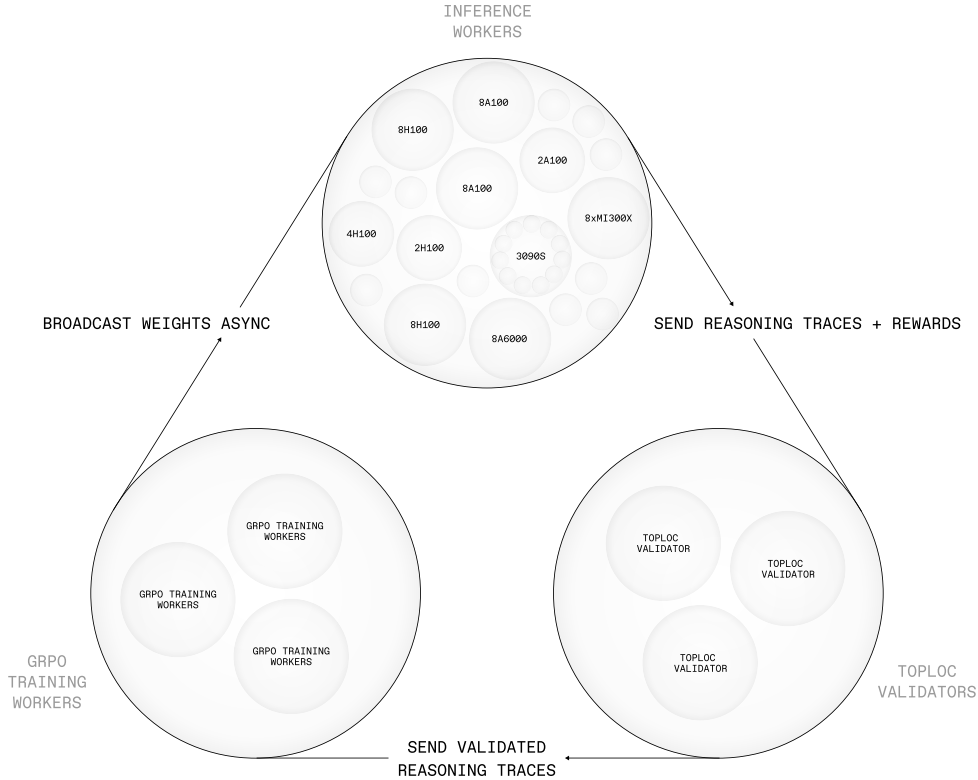 INFERENCE
WORKERS
8A100
8H100
2A100
8A100
8xMI300X
4H100
2H100
3090S
8H100
8A6000
BROADCAST WEIGHTS ASYNC
SEND REASONING TRACES + REWARDS
GRPO TRAINING
WORKERS
GRPO TRAINING
WORKERS
GRPO TRAINING
WORKERS
TOPLOC
VALIDATOR
TOPLOC
VALIDATOR
TOPLOC
VALIDATOR
GRPO
TRAINING
WORKERS
TOPLOC
VALIDATORS
SEND VALIDATED
REASONING TRACES